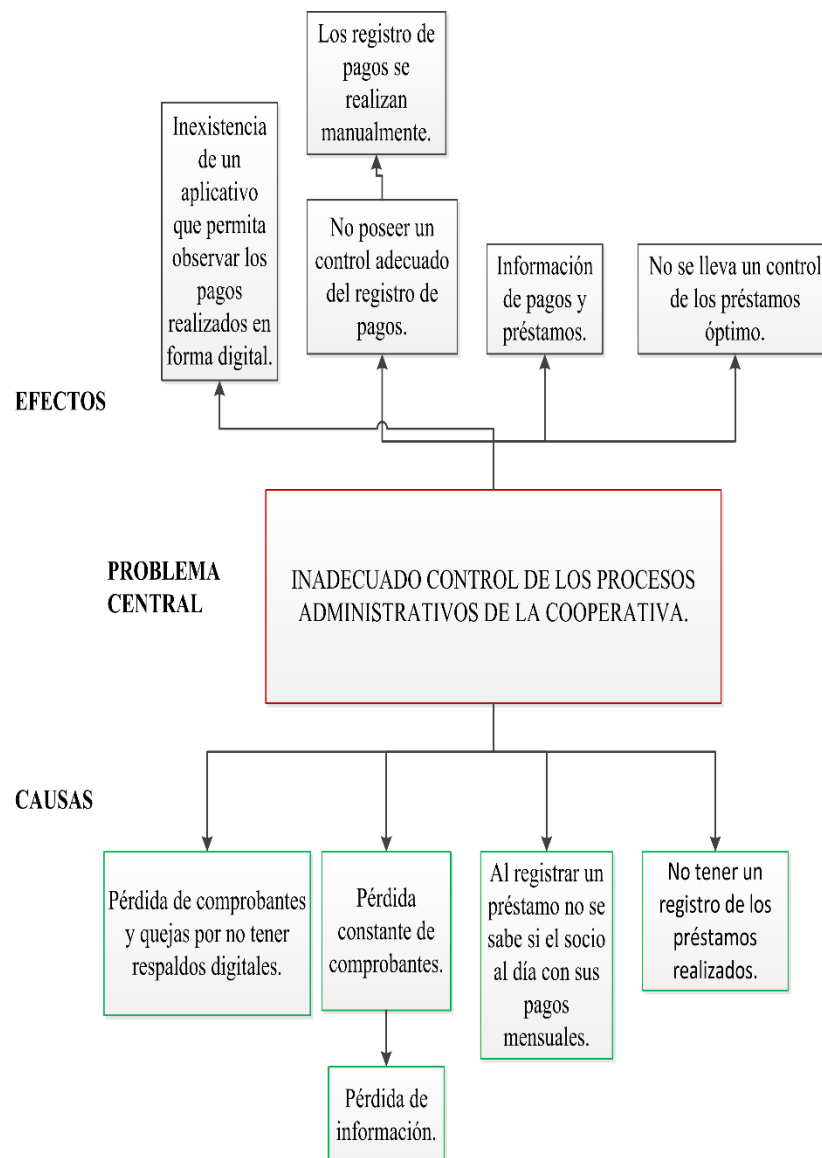 Los registro de
pagos se
realizan
manualmente.
Inexistencia
de un
aplicativo
que permita
observar los
pagos
realizados en
forma digital.
No poseer un
control adecuado
del registro de
pagos.
Información
de pagos y
préstamos.
No se lleva un control
de los préstamos
óptimo.
EFECTOS
PROBLEMA
CENTRAL
INADECUADO CONTROL DE LOS PROCESOS
ADMINISTRATIVOS DE LA COOPERATIVA.
CAUSAS
Pérdida de comprobantes
y quejas por no tener
respaldos digitales.
Pérdida
constante de
comprobantes.
Al registrar un
préstamo no se
sabe si el socio
al día con sus
pagos
mensuales.
No tener un
registro de los
préstamos
realizados.
Pérdida de
información.